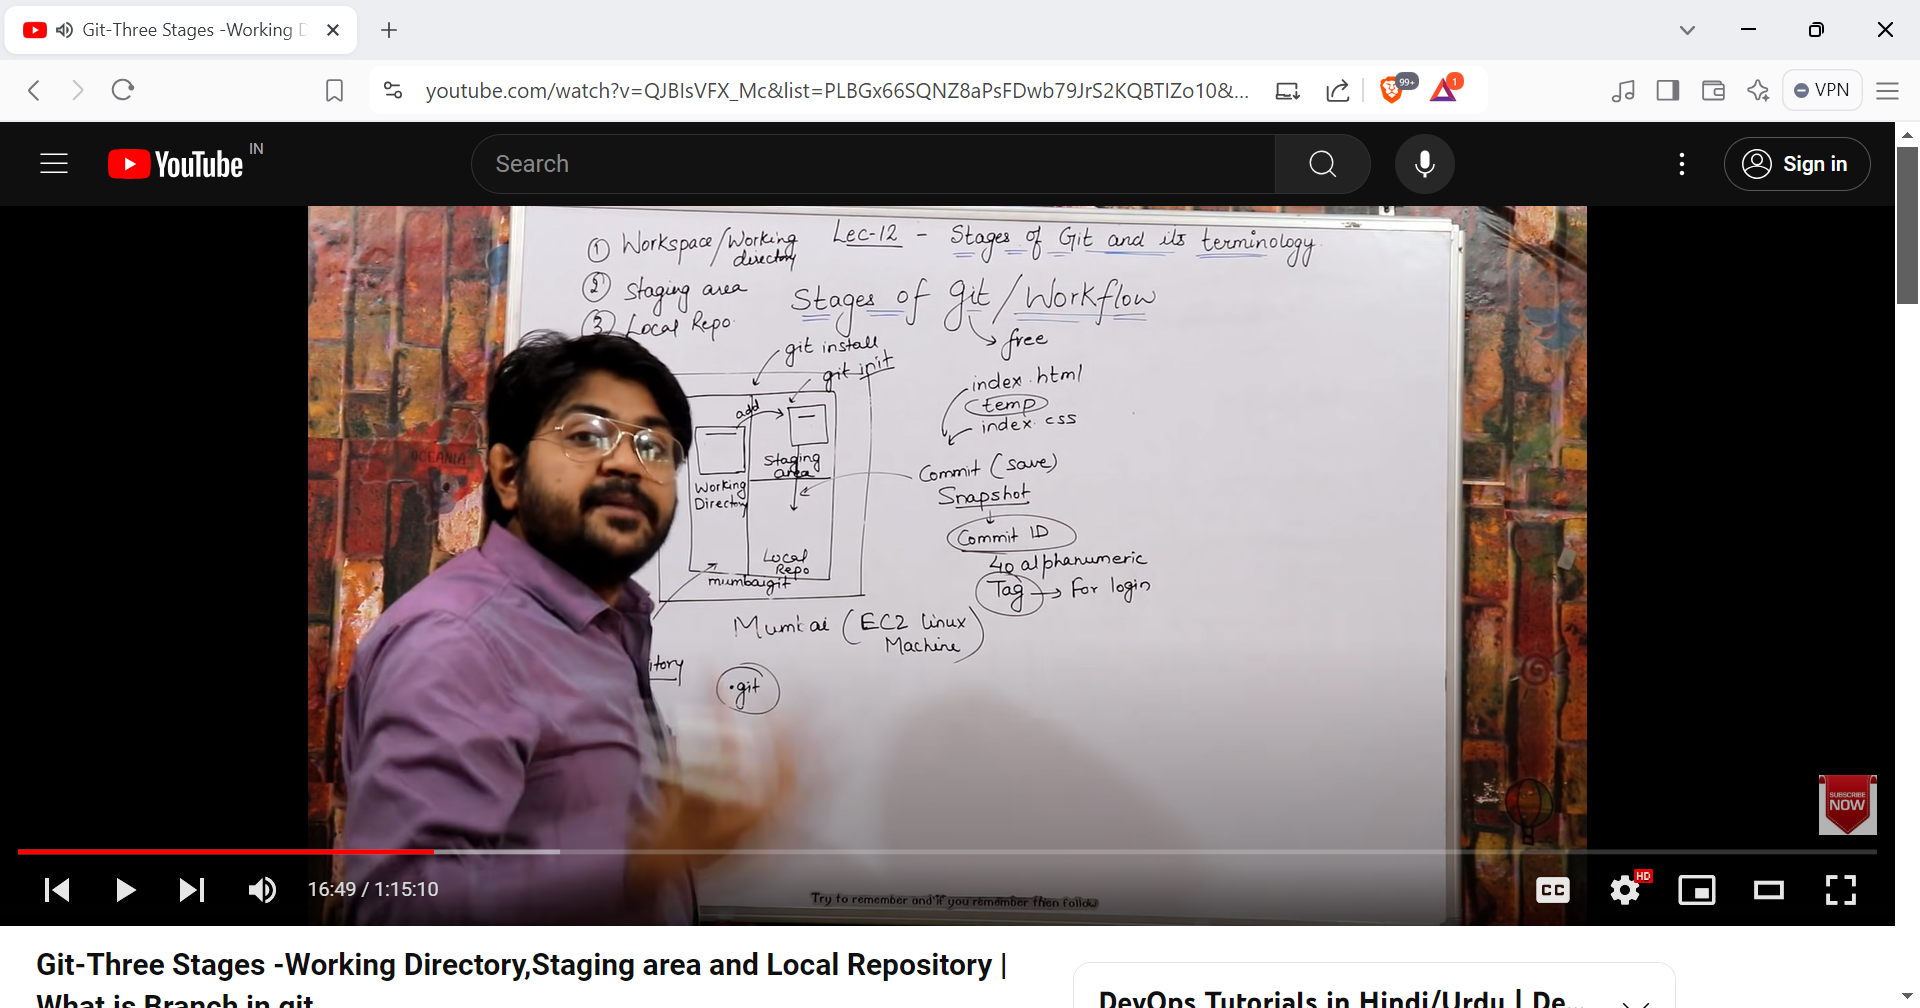 Git-Three Stages -Working D
youtube.com/watch?v=QJBIsVFX_Mc&list=PLBGx66SQNZ8aPsFDwb79JrS2KQBTIZo10&...
99+
1
VPN
YouTube IN
Search
Sign in
Lec-12 - Stages of Git and its terminology
① Workspace/Working directory
② Staging area
③ Local Repo
Stages of git / Workflow
free
git install
git init
add
Staging area
Working Directory
Local Repo
mumbaigit
Mumbai (EC2 linux Machine)
itory
.git
index.html
temp
index.css
Commit (save)
Snapshot
Commit ID
40 alphanumeric
Tag → For login
OCEANIA
SUBSCRIBE
NOW
Try to remember and if you remember then follow
16:49 / 1:15:10
CC
HD
Git-Three Stages -Working Directory,Staging area and Local Repository |
What is Branch in git
DevOps Tutorials in Hindi/Urdu | De...